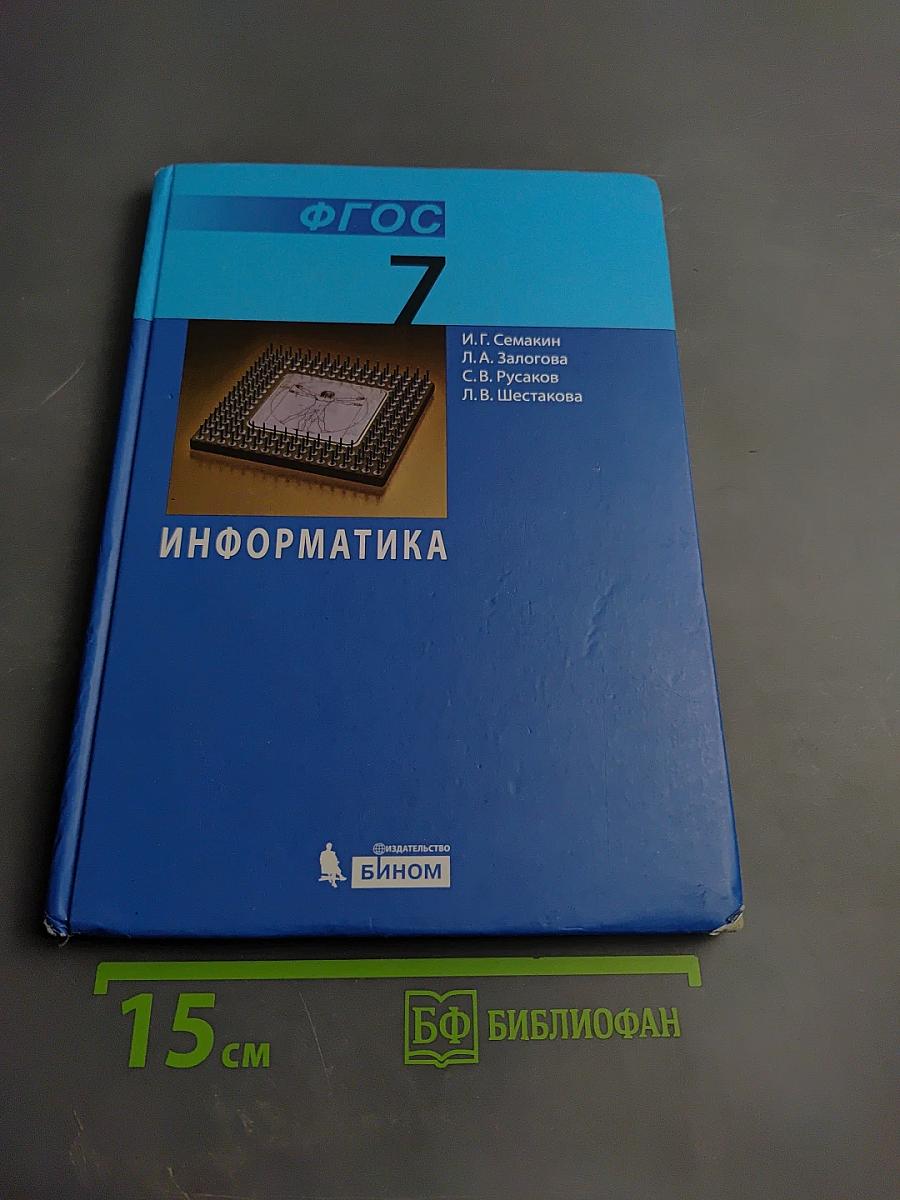 ФГОС
7
И. Г. Семакин
Л. А. Залогова
С. В. Русаков
Л. В. Шестакова
ИНФОРМАТИКА
ИЗДАТЕЛЬСТВО
БИНОМ
15 см
БФ БИБЛИОФАН